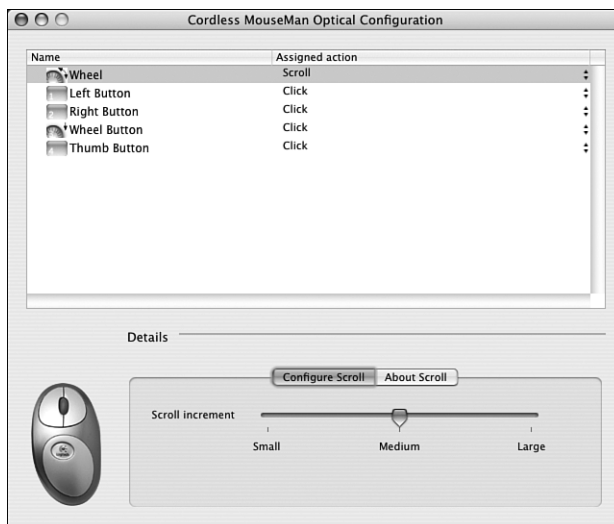 Cordless MouseMan Optical Configuration
Name Assigned action
Wheel Scroll
Left Button Click
Right Button Click
Wheel Button Click
Thumb Button Click
Details
Configure Scroll About Scroll
Scroll increment
Small Medium Large